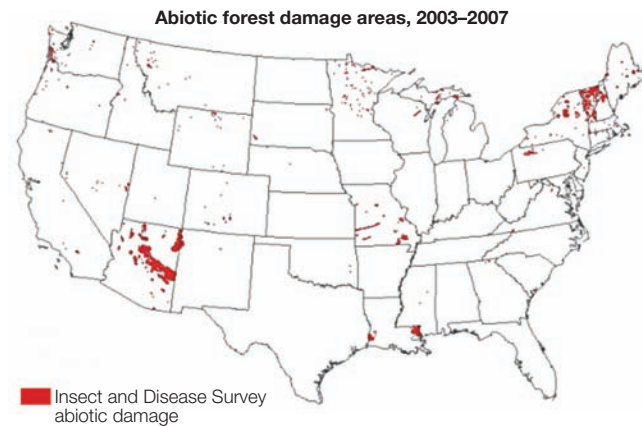 Abiotic forest damage areas, 2003–2007
Insect and Disease Survey
abiotic damage